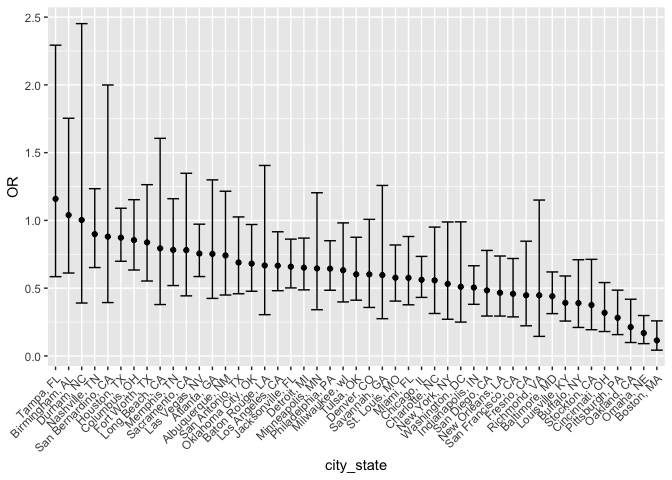 2.5
2.0
1.5
1.0
0.5
0.0
OR
Tampa, FL
Birmingham, AL
Durham, NC
Nashville, TN
San Bernardino, CA
Houston, TX
Columbus, OH
Fort Worth, TX
Long Beach, CA
Memphis, TN
Sacramento, CA
Las Vegas, NV
Atlanta, GA
Albuquerque, NM
San Antonio, TX
Oklahoma City, OK
Baton Rouge, LA
Los Angeles, CA
Jacksonville, FL
Detroit, MI
Minneapolis, MN
Philadelphia, PA
Milwaukee, wI
Tulsa, OK
Denver, CO
Savannah, GA
St. Louis, MO
Miami, FL
Chicago, IL
Charlotte, NC
New York, NY
Washington, DC
Indianapolis, IN
San Diego, CA
New Orleans, LA
San Francisco, CA
Fresno, CA
Richmond, VA
Baltimore, MD
Louisville, KY
Buffalo, NY
Stockton, CA
Cincinnati, OH
Pittsburgh, PA
Oakland, CA
Omaha, NE
Boston, MA
city_state